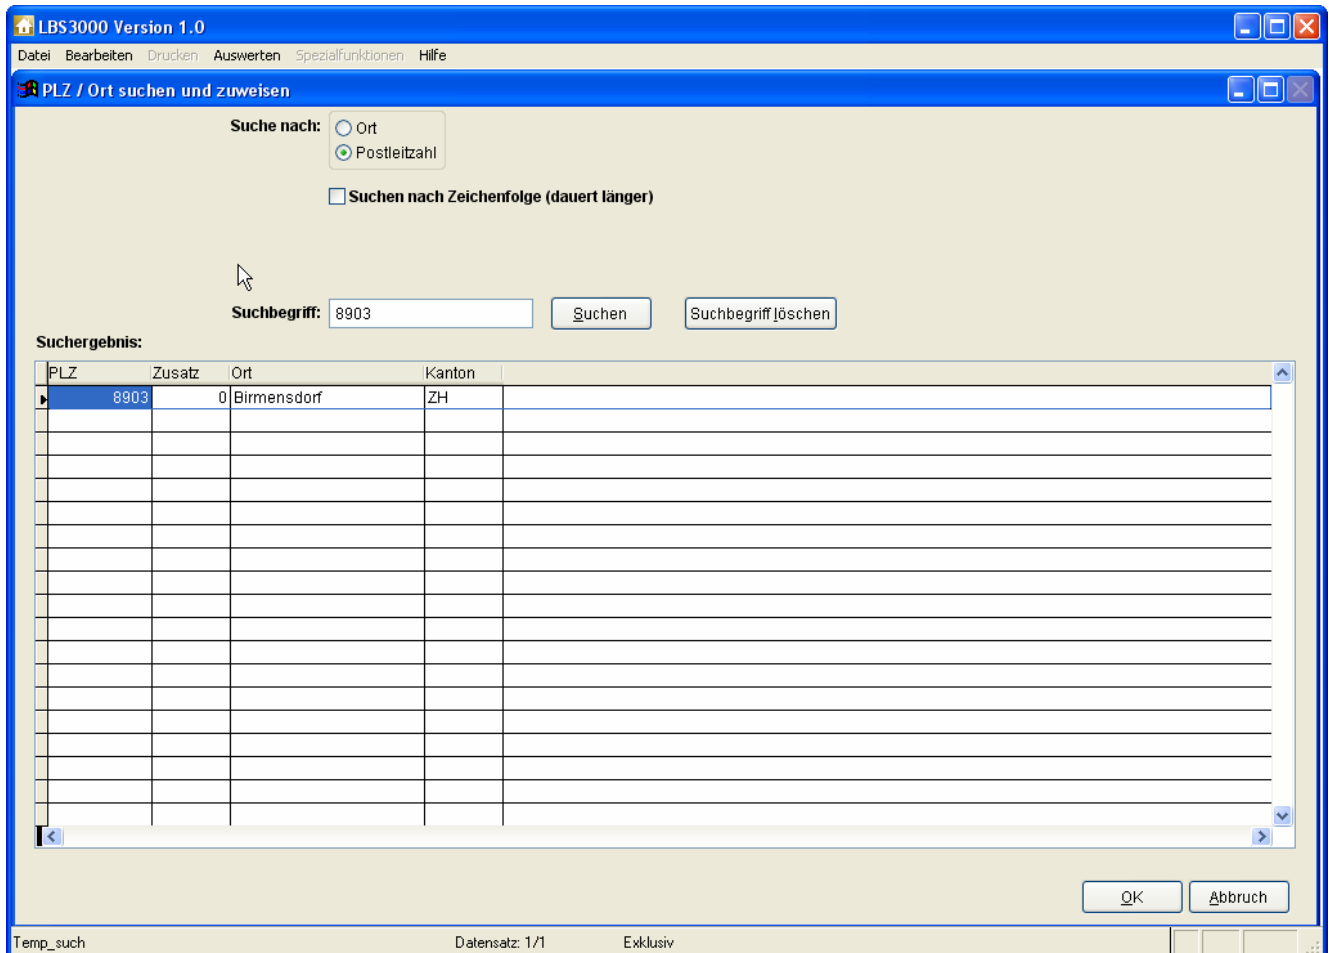 LBS3000 Version 1.0
Datei Bearbeiten Drucken Auswerten Spezialfunktionen Hilfe
PLZ / Ort suchen und zuweisen
Suche nach: Ort
Postleitzahl
Suchen nach Zeichenfolge (dauert länger)
Suchbegriff: 8903 Suchen Suchbegriff löschen
Suchergebnis:
PLZ Zusatz Ort Kanton
8903 0 Birmensdorf ZH
OK Abbruch
Temp_such Datensatz: 1/1 Exklusiv